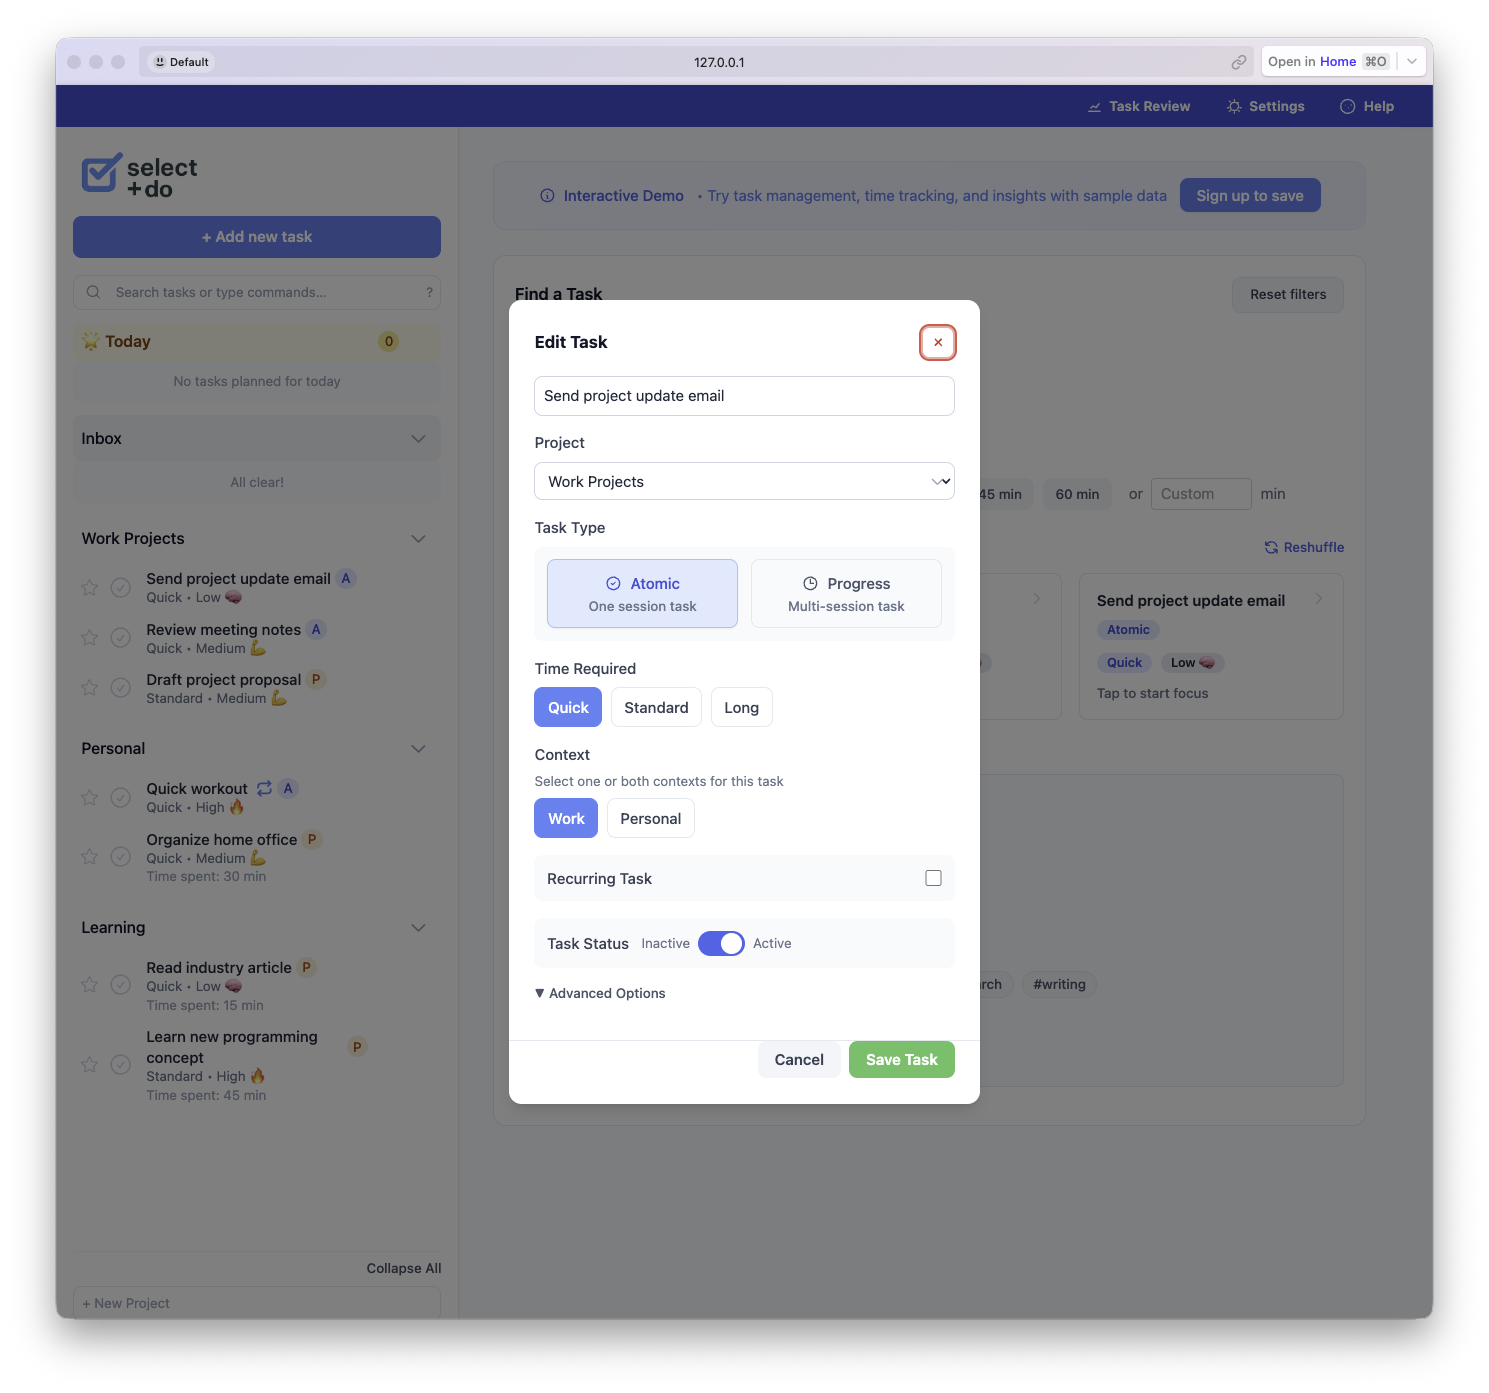 Default
127.0.0.1
Open in Home ⌘O
Task Review
Settings
Help
select
+do
+ Add new task
Search tasks or type commands...
?
Today
0
No tasks planned for today
Inbox
All clear!
Work Projects
Send project update email A
Quick • Low
Review meeting notes A
Quick • Medium
Draft project proposal P
Standard • Medium
Personal
Quick workout A
Quick • High
Organize home office P
Quick • Medium
Time spent: 30 min
Learning
Read industry article P
Quick • Low
Time spent: 15 min
Learn new programming
concept
P
Standard • High
Time spent: 45 min
Collapse All
+ New Project
Interactive Demo • Try task management, time tracking, and insights with sample data
Sign up to save
Find a Task
Reset filters
45 min
60 min
or
Custom
min
Reshuffle
Send project update email
Atomic
Quick
Low
Tap to start focus
#writing
Edit Task
×
Send project update email
Project
Work Projects
Task Type
Atomic
One session task
Progress
Multi-session task
Time Required
Quick
Standard
Long
Context
Select one or both contexts for this task
Work
Personal
Recurring Task
Task Status
Inactive
Active
▼ Advanced Options
Cancel
Save Task